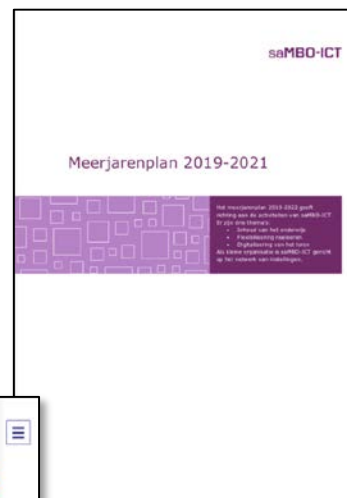 saMBO-ICT
Meerjarenplan 2019-2021
Het meerjarenplan 2019-2022 geeft
richting aan de activiteiten van saMBO-ICT
Er zijn drie thema's:
• Inhoud van het onderwijs
• Flexibilisering realiseren
• Digitalisering van het leren
Als kleine organisatie is saMBO-ICT gericht
op het netwerk van instellingen.